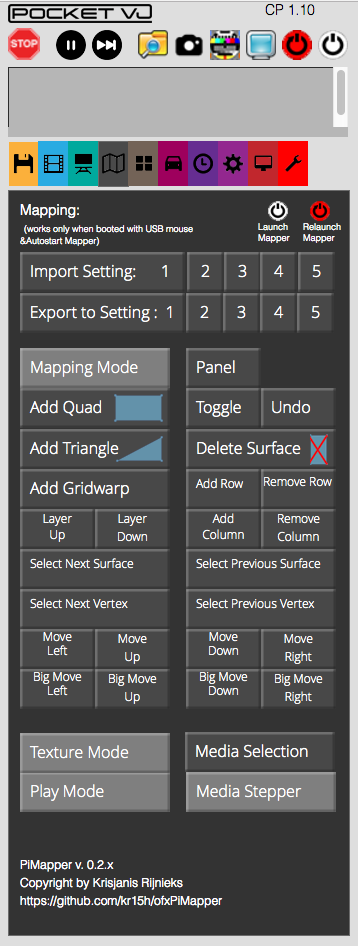 POCKET VJ
CP 1.10
STOP
Mapping:
(works only when booted with USB mouse
&Autostart Mapper)
Launch
Mapper
Relaunch
Mapper
Import Setting: 1 2 3 4 5
Export to Setting : 1 2 3 4 5
Mapping Mode
Panel
Add Quad
Toggle
Undo
Add Triangle
Delete Surface
Add Gridwarp
Add Row
Remove Row
Layer
Up
Layer
Down
Add
Column
Remove
Column
Select Next Surface
Select Previous Surface
Select Next Vertex
Select Previous Vertex
Move
Left
Move
Up
Move
Down
Move
Right
Big Move
Left
Big Move
Up
Big Move
Down
Big Move
Right
Texture Mode
Media Selection
Play Mode
Media Stepper
PiMapper v. 0.2.x
Copyright by Krisjanis Rijnieks
https://github.com/kr15h/ofxPiMapper